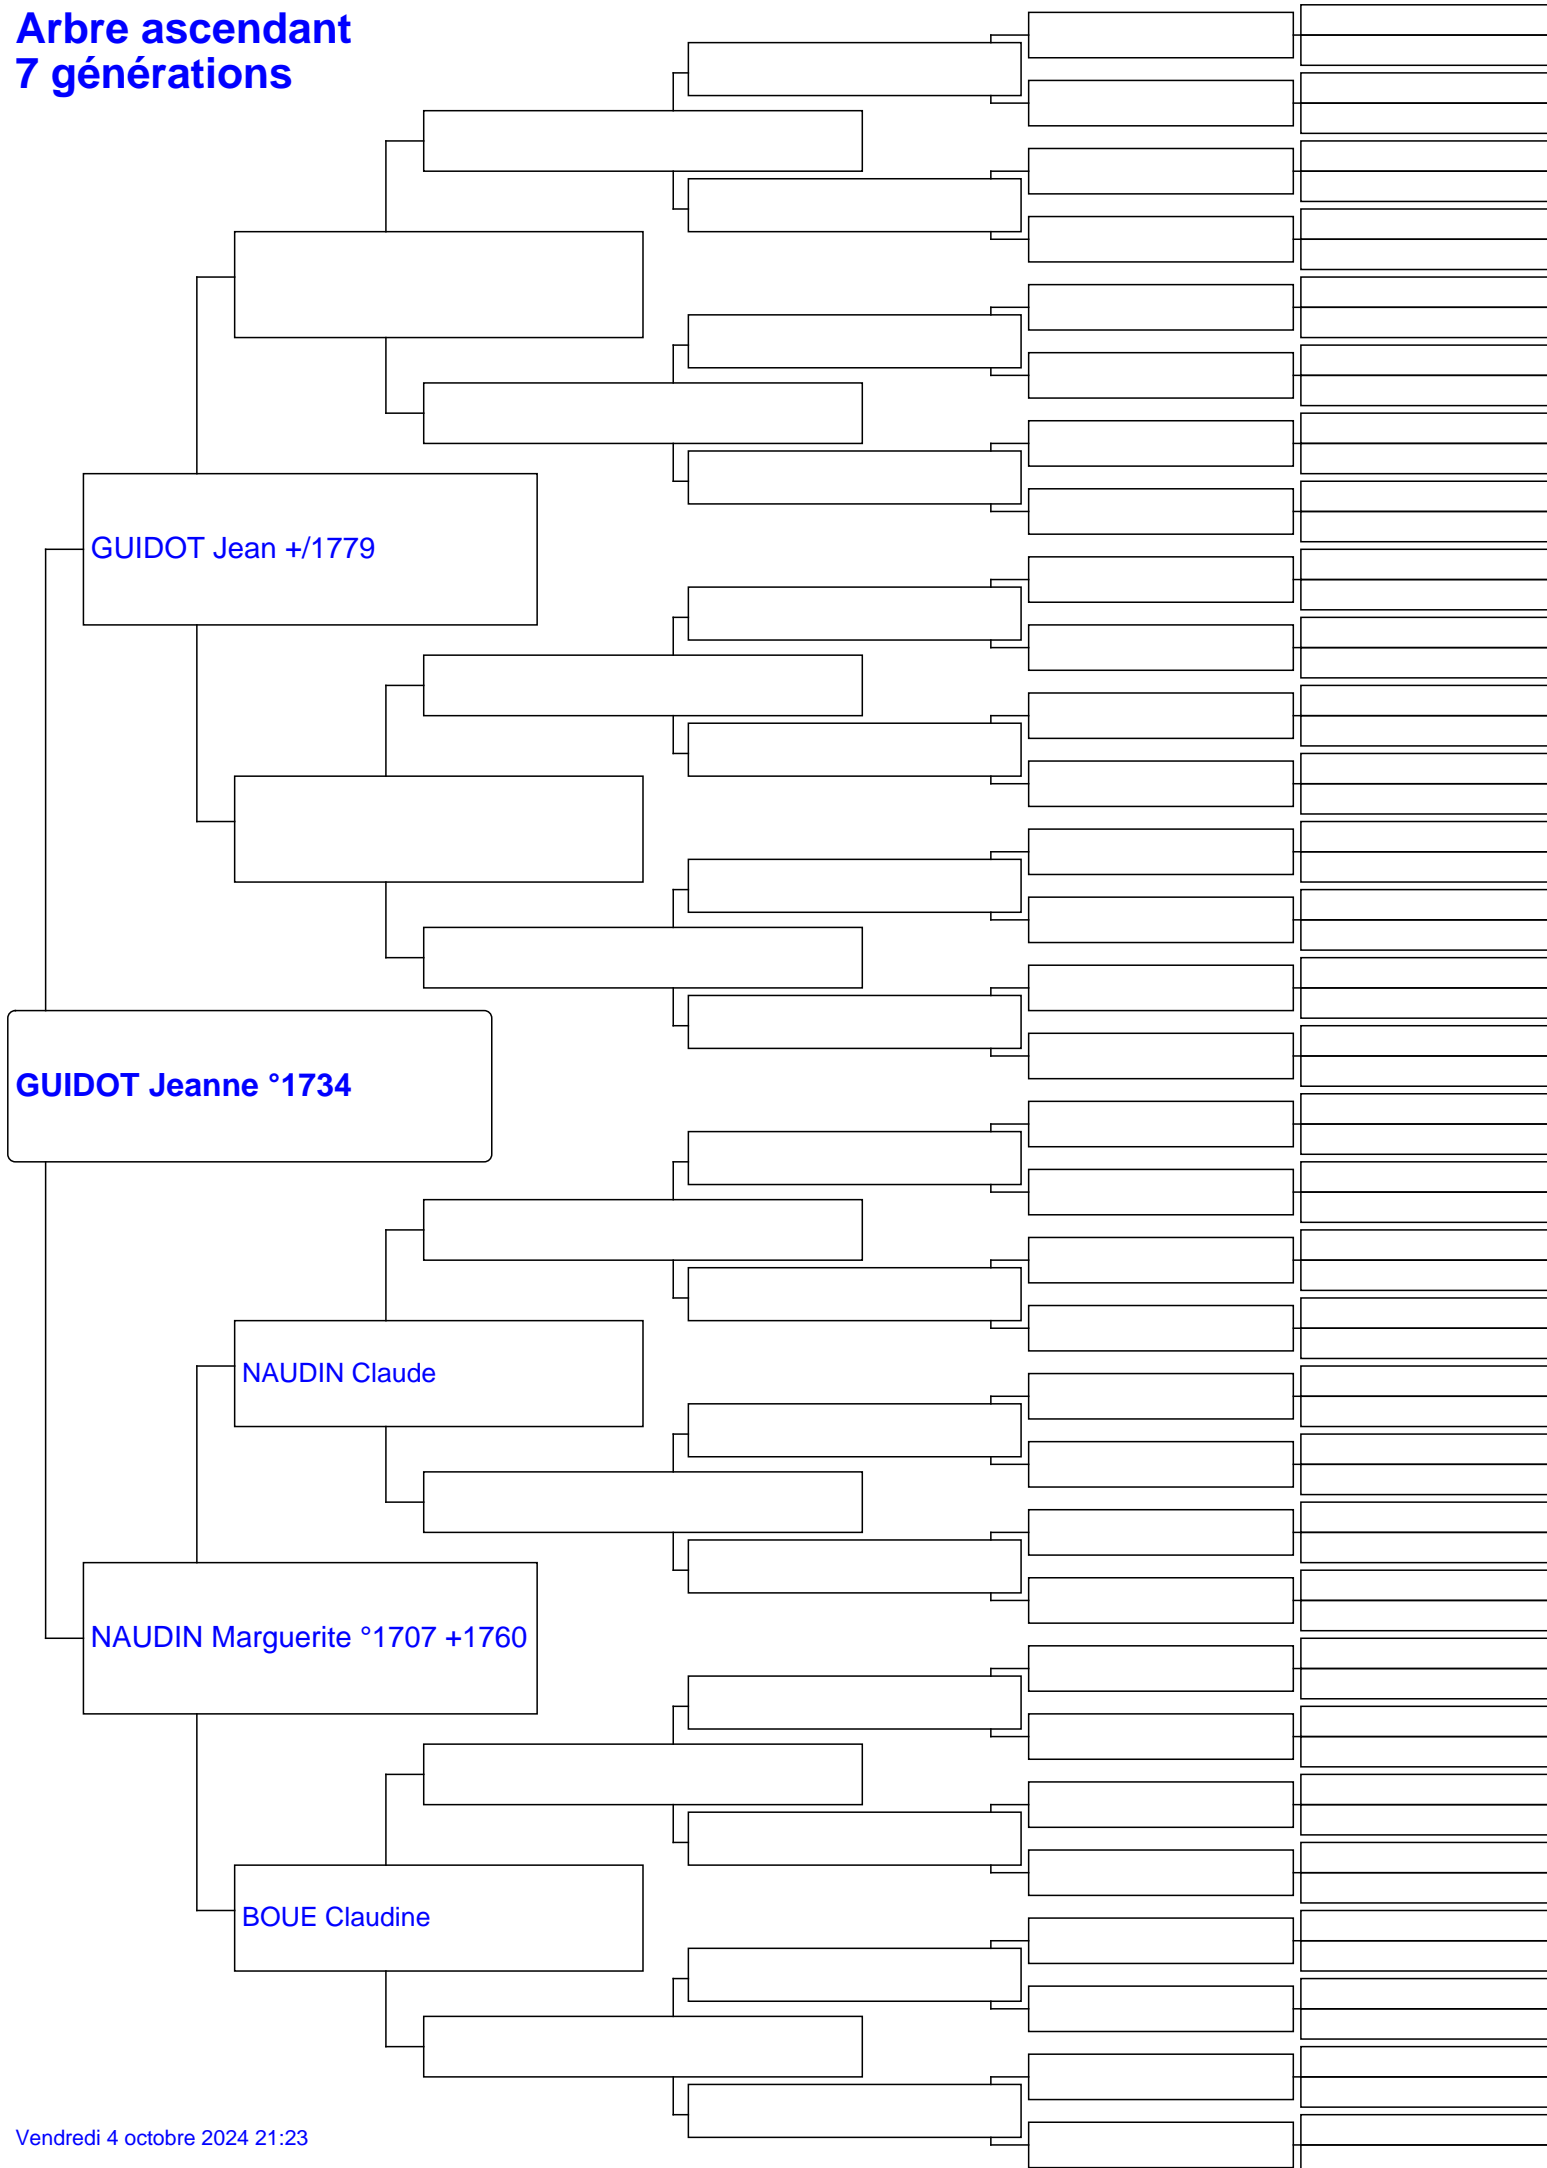 Arbre ascendant
7 générations
GUIDOT Jean +/1779
GUIDOT Jeanne °1734
NAUDIN Claude
NAUDIN Marguerite °1707 +1760
BOUE Claudine
Vendredi 4 octobre 2024 21:23